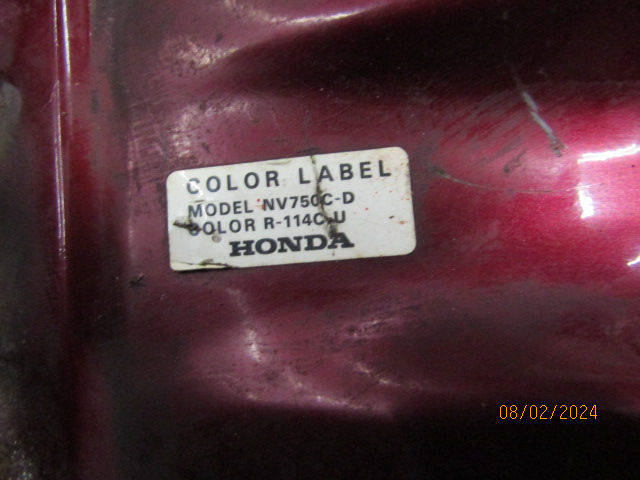 COLOR LABEL
MODEL NV750C-D
COLOR R-114C-U
HONDA
08/02/2024